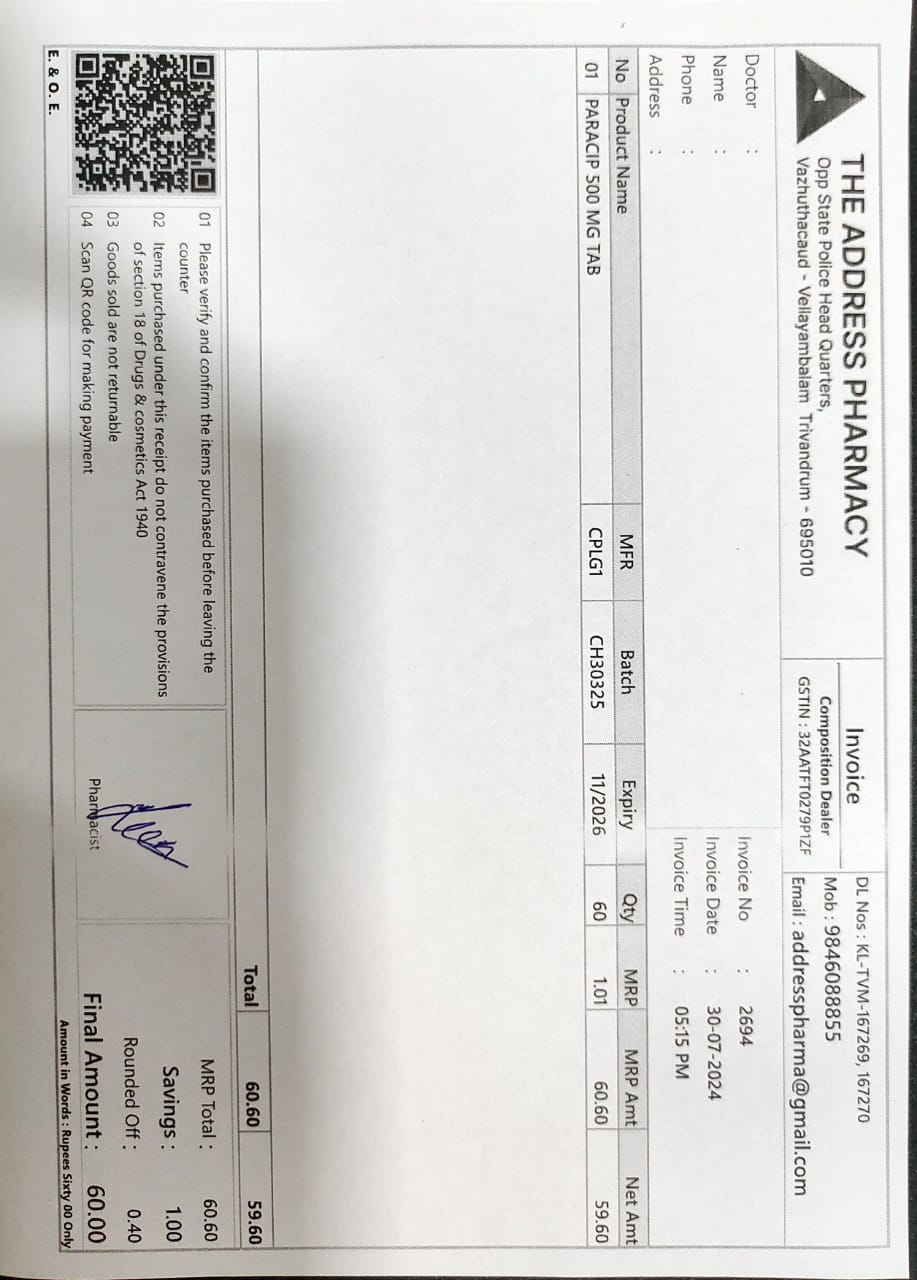 THE ADDRESS PHARMACY
Opp State Police Head Quarters,
Vazhuthacaud - Vellayambalam Trivandrum - 695010
Invoice
Composition Dealer
GSTIN : 32AATFT0279P1ZF
DL Nos : KL-TVM-167269, 167270
Mob : 9846088855
Email : addresspharma@gmail.com
Doctor :
Name :
Phone :
Address :
Invoice No : 2694
Invoice Date : 30-07-2024
Invoice Time : 05:15 PM
No Product Name MFR Batch Expiry Qty MRP MRP Amt Net Amt
01 PARACIP 500 MG TAB CPLG1 CH30325 11/2026 60 1.01 60.60 59.60
Total 60.60 59.60
01 Please verify and confirm the items purchased before leaving the
counter
02 Items purchased under this receipt do not contravene the provisions
of section 18 of Drugs & cosmetics Act 1940
03 Goods sold are not returnable
04 Scan QR code for making payment
E. & O. E.
Pharmacist
MRP Total : 60.60
Savings : 1.00
Rounded Off : 0.40
Final Amount : 60.00
Amount in Words : Rupees Sixty 00 Only